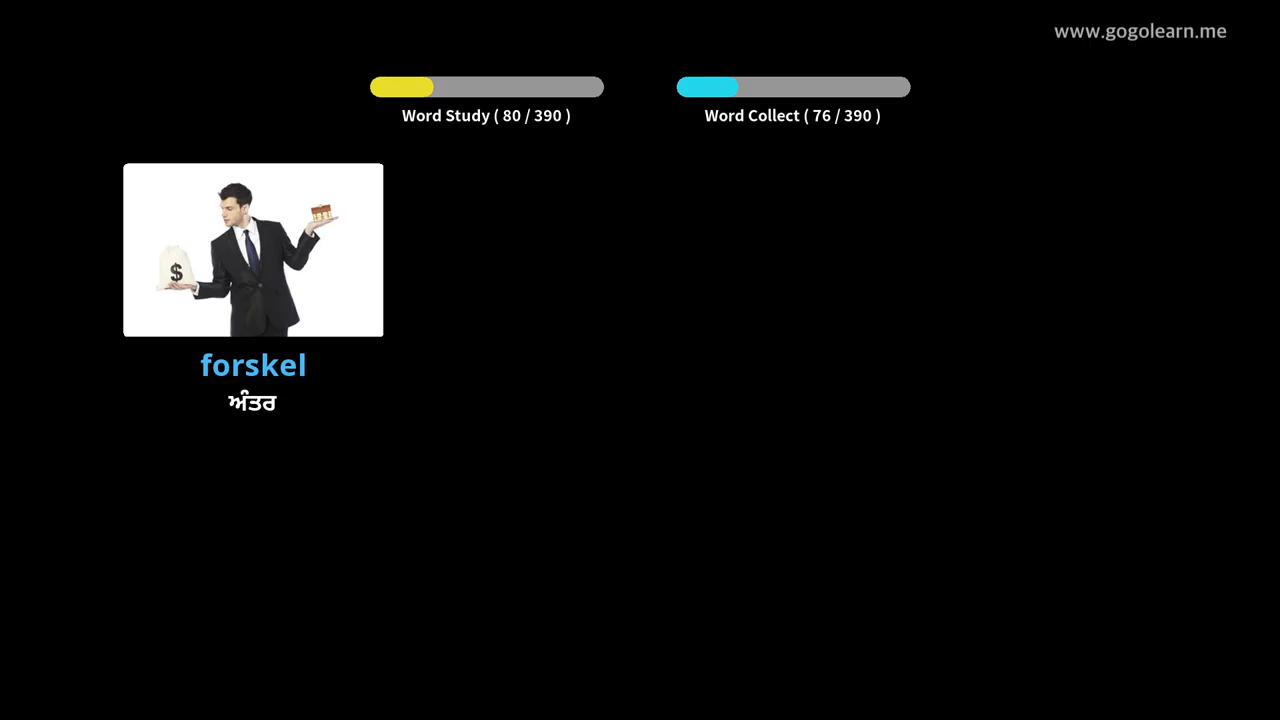 www.gogolearn.me
Word Study ( 80 / 390 )
Word Collect ( 76 / 390 )
$
forskel
ਅੰਤਰ